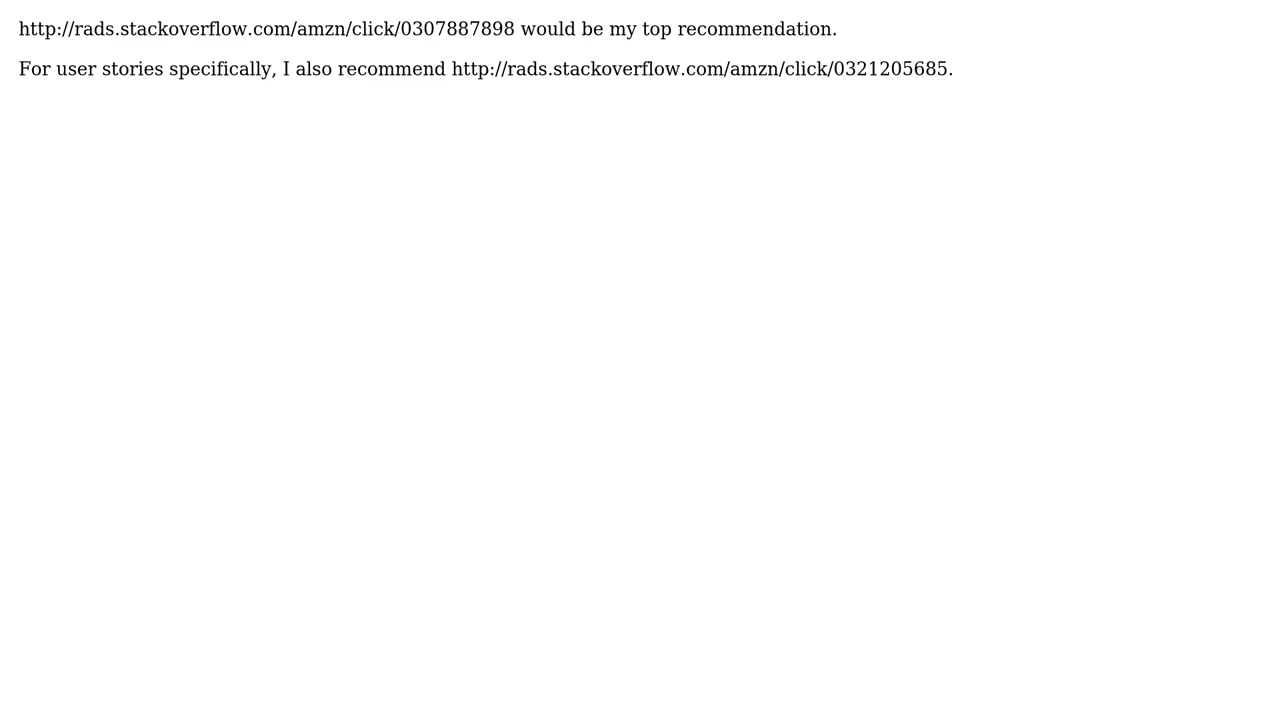 http://rads.stackoverflow.com/amzn/click/0307887898 would be my top recommendation.
For user stories specifically, I also recommend http://rads.stackoverflow.com/amzn/click/0321205685.